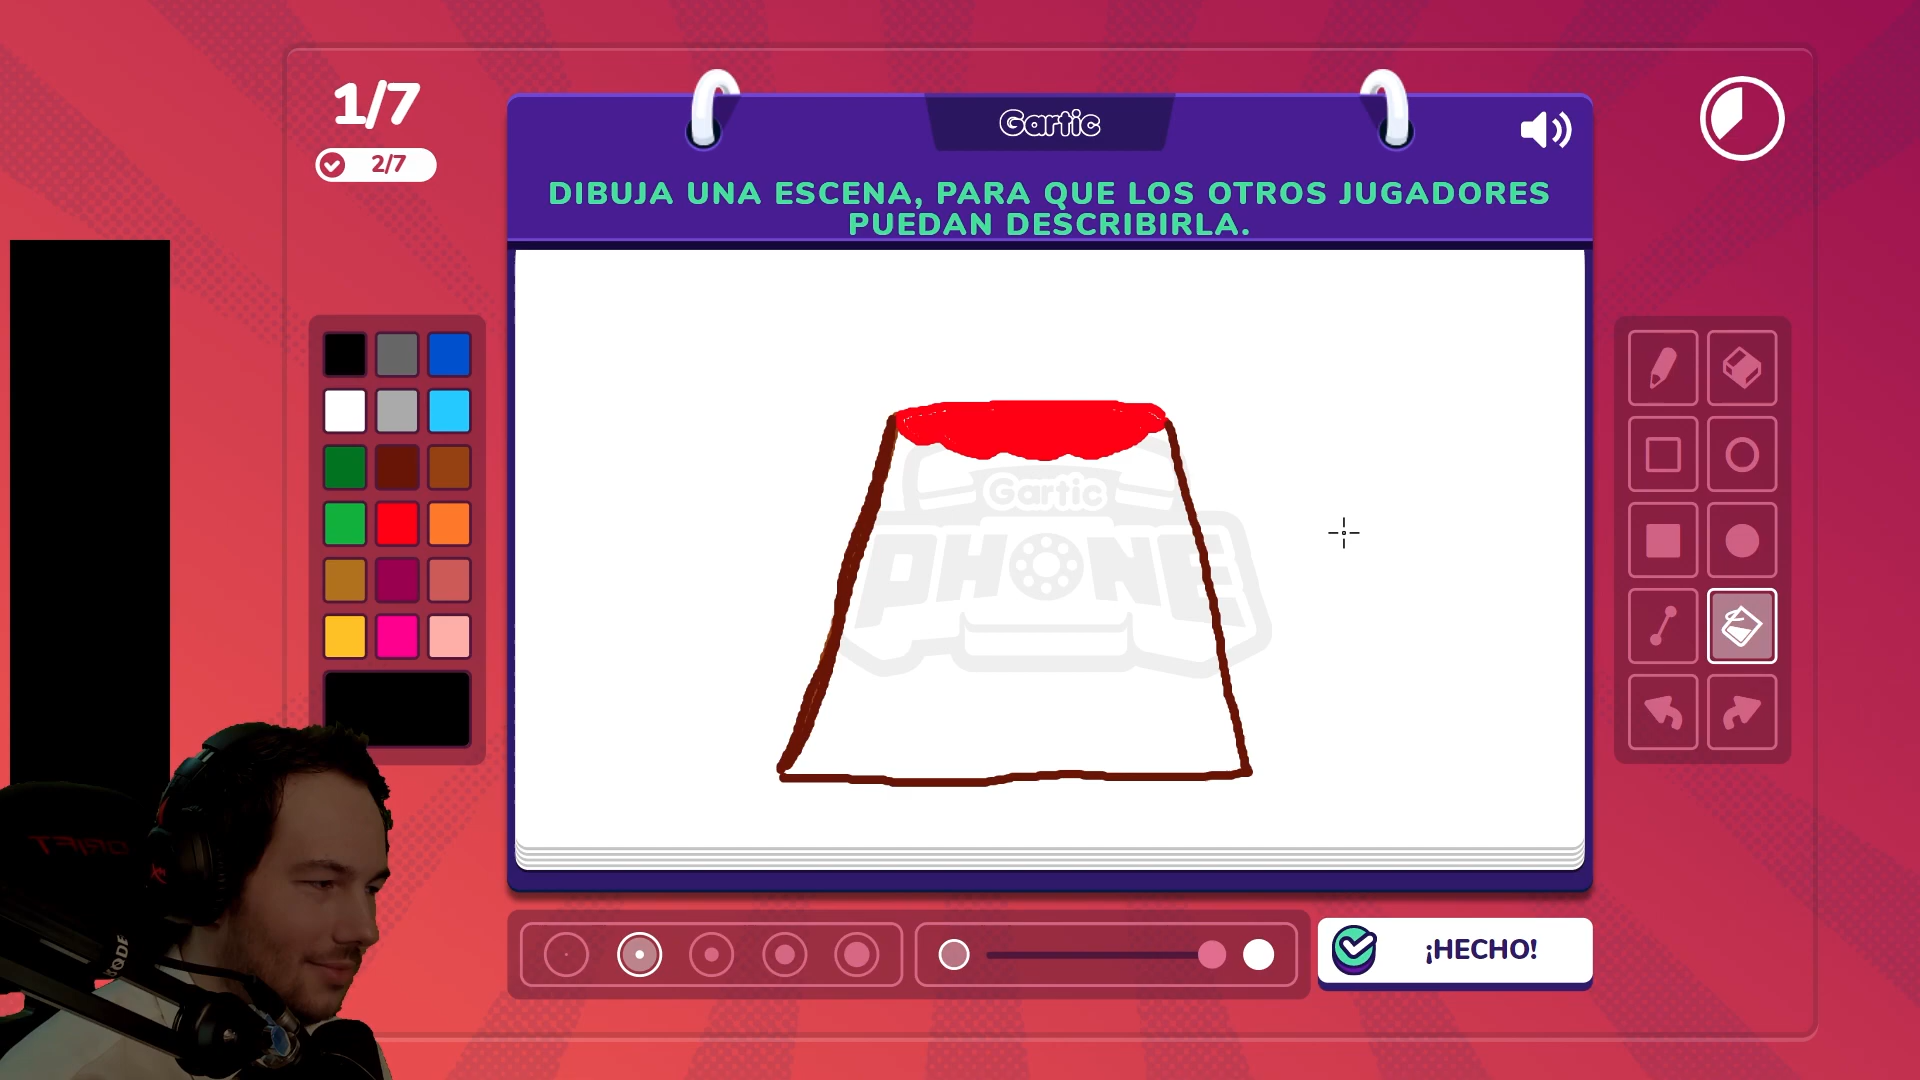 1/7
2/7
Gartic
DIBUJA UNA ESCENA, PARA QUE LOS OTROS JUGADORES
PUEDAN DESCRIBIRLA.
Gartic
PHONE
¡HECHO!